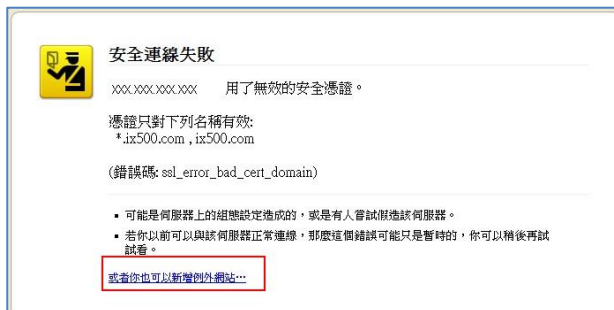 安全連線失敗
xxx.xxx.xxx.xxx 用了無效的安全憑證。
憑證只對下列名稱有效:
*.ix500.com , ix500.com
(錯誤碼: ssl_error_bad_cert_domain)
▪ 可能是伺服器上的組態設定造成的，或是有人嘗試假造該伺服器。
▪ 若你以前可以與該伺服器正常連線，那麼這個錯誤可能只是暫時的，你可以稍後再試
試看。
或者你也可以新增例外網站…